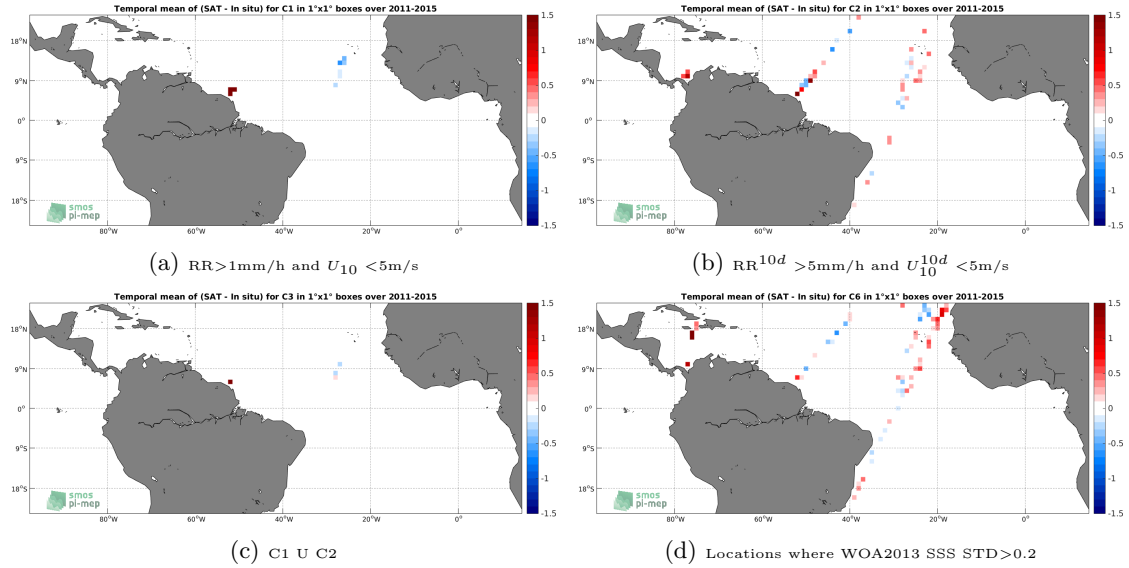 Temporal mean of (SAT - In situ) for C1 in 1°x1° boxes over 2011-2015
18°N
9°N
0°
9°S
18°S
80°W
60°W
40°W
20°W
0°
1.5
1
0.5
0
-0.5
-1
-1.5
smos
pi-mep
(a) RR>1mm/h and U10 <5m/s
Temporal mean of (SAT - In situ) for C2 in 1°x1° boxes over 2011-2015
18°N
9°N
0°
9°S
18°S
80°W
60°W
40°W
20°W
0°
1.5
1
0.5
0
-0.5
-1
-1.5
smos
pi-mep
(b) RR^10d >5mm/h and U10^10d <5m/s
Temporal mean of (SAT - In situ) for C3 in 1°x1° boxes over 2011-2015
18°N
9°N
0°
9°S
18°S
80°W
60°W
40°W
20°W
0°
1.5
1
0.5
0
-0.5
-1
-1.5
smos
pi-mep
(c) C1 U C2
Temporal mean of (SAT - In situ) for C6 in 1°x1° boxes over 2011-2015
18°N
9°N
0°
9°S
18°S
80°W
60°W
40°W
20°W
0°
1.5
1
0.5
0
-0.5
-1
-1.5
smos
pi-mep
(d) Locations where WOA2013 SSS STD>0.2